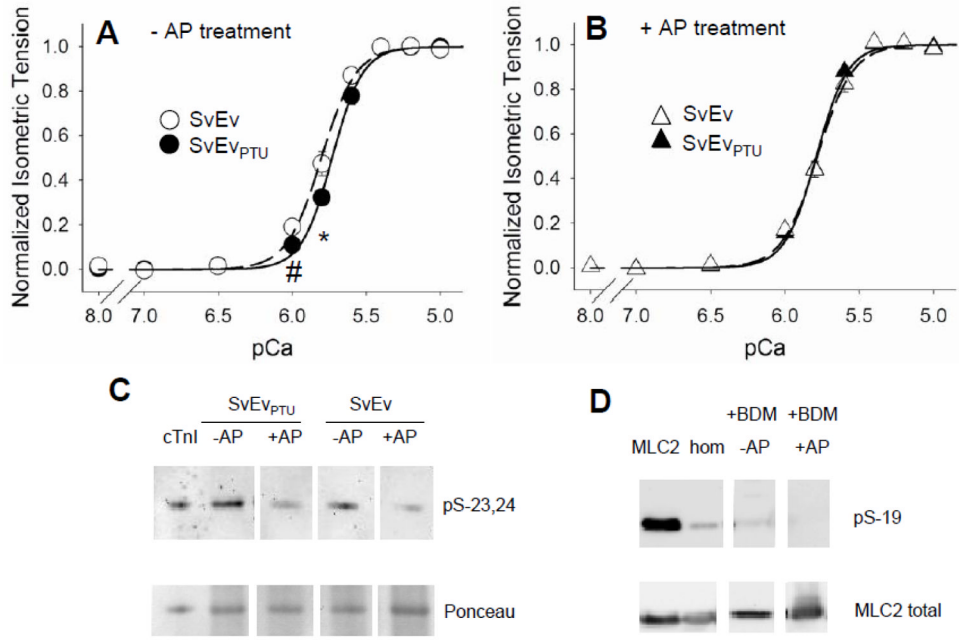 A
- AP treatment
Normalized Isometric Tension
1.0
0.8
0.6
0.4
0.2
0.0
SvEv
SvEvPTU
*
#
8.0 7.0 6.5 6.0 5.5 5.0
pCa
B
+ AP treatment
Normalized Isometric Tension
1.0
0.8
0.6
0.4
0.2
0.0
SvEv
SvEvPTU
8.0 7.0 6.5 6.0 5.5 5.0
pCa
C
SvEvPTU SvEv
cTnI -AP +AP -AP +AP
pS-23,24
Ponceau
D
+BDM +BDM
MLC2 hom -AP +AP
pS-19
MLC2 total